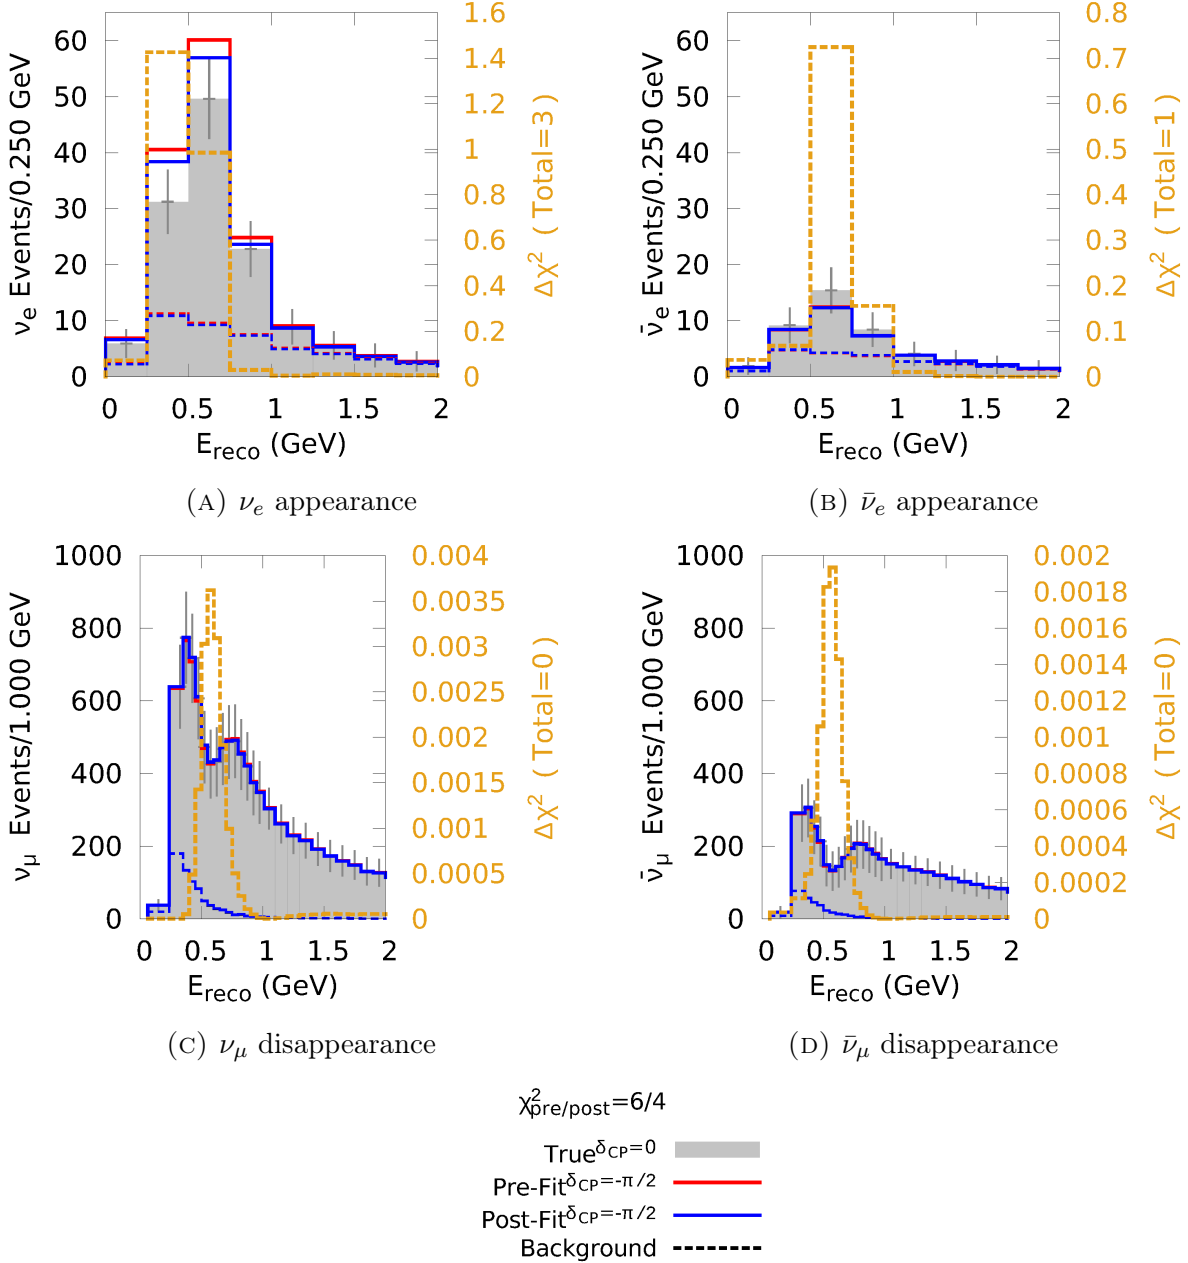 νe Events/0.250 GeV
60
50
40
30
20
10
0
1.6
1.4
1.2
1
0.8
0.6
0.4
0.2
0
Δχ² ( Total=3 )
0 0.5 1 1.5 2
Ereco (GeV)
(A) νe appearance
ν̄e Events/0.250 GeV
60
50
40
30
20
10
0
0.8
0.7
0.6
0.5
0.4
0.3
0.2
0.1
0
Δχ² ( Total=1 )
0 0.5 1 1.5 2
Ereco (GeV)
(B) ν̄e appearance
νμ Events/1.000 GeV
1000
800
600
400
200
0
0.004
0.0035
0.003
0.0025
0.002
0.0015
0.001
0.0005
0
Δχ² ( Total=0 )
0 0.5 1 1.5 2
Ereco (GeV)
(C) νμ disappearance
ν̄μ Events/1.000 GeV
1000
800
600
400
200
0
0.002
0.0018
0.0016
0.0014
0.0012
0.001
0.0008
0.0006
0.0004
0.0002
0
Δχ² ( Total=0 )
0 0.5 1 1.5 2
Ereco (GeV)
(D) ν̄μ disappearance
χ²pre/post=6/4
True δCP=0
Pre-Fit δCP=-π/2
Post-Fit δCP=-π/2
Background